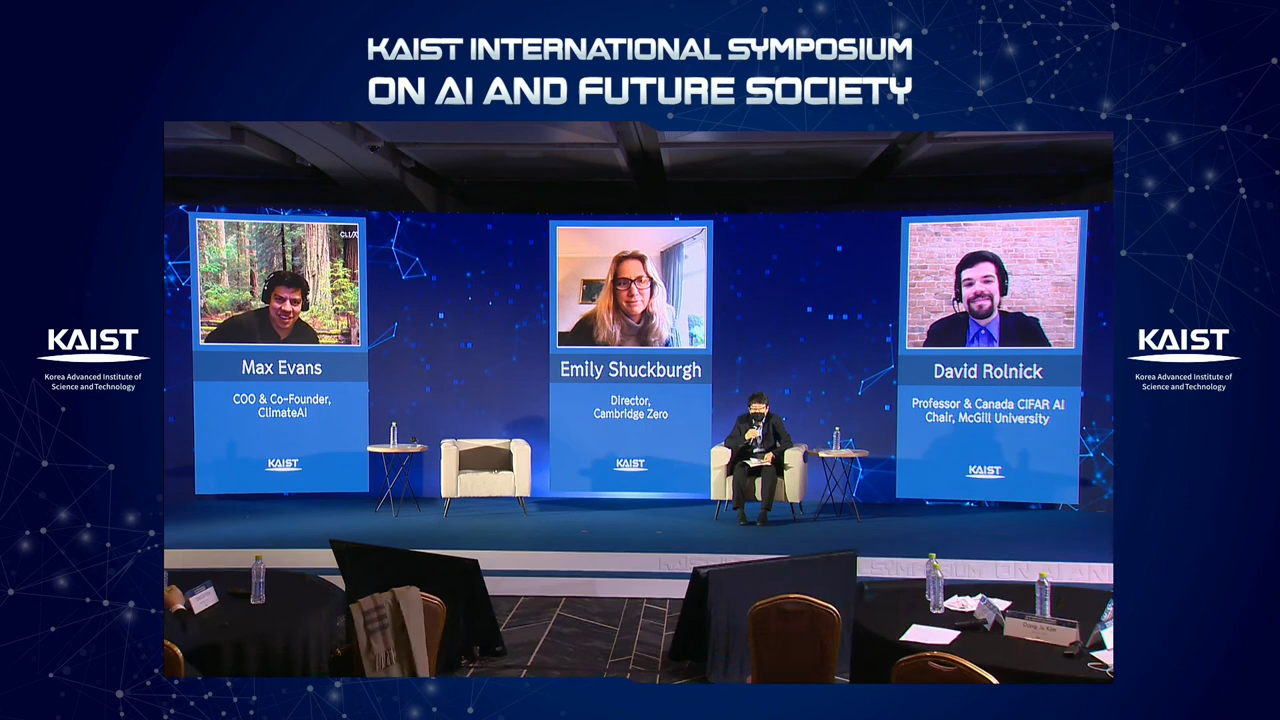 KAIST INTERNATIONAL SYMPOSIUM
ON AI AND FUTURE SOCIETY
KAIST
Korea Advanced Institute of
Science and Technology
Max Evans
COO & Co-Founder,
ClimateAI
KAIST
Emily Shuckburgh
Director,
Cambridge Zero
KAIST
David Rolnick
Professor & Canada CIFAR AI
Chair, McGill University
KAIST
KAIST
Korea Advanced Institute of
Science and Technology